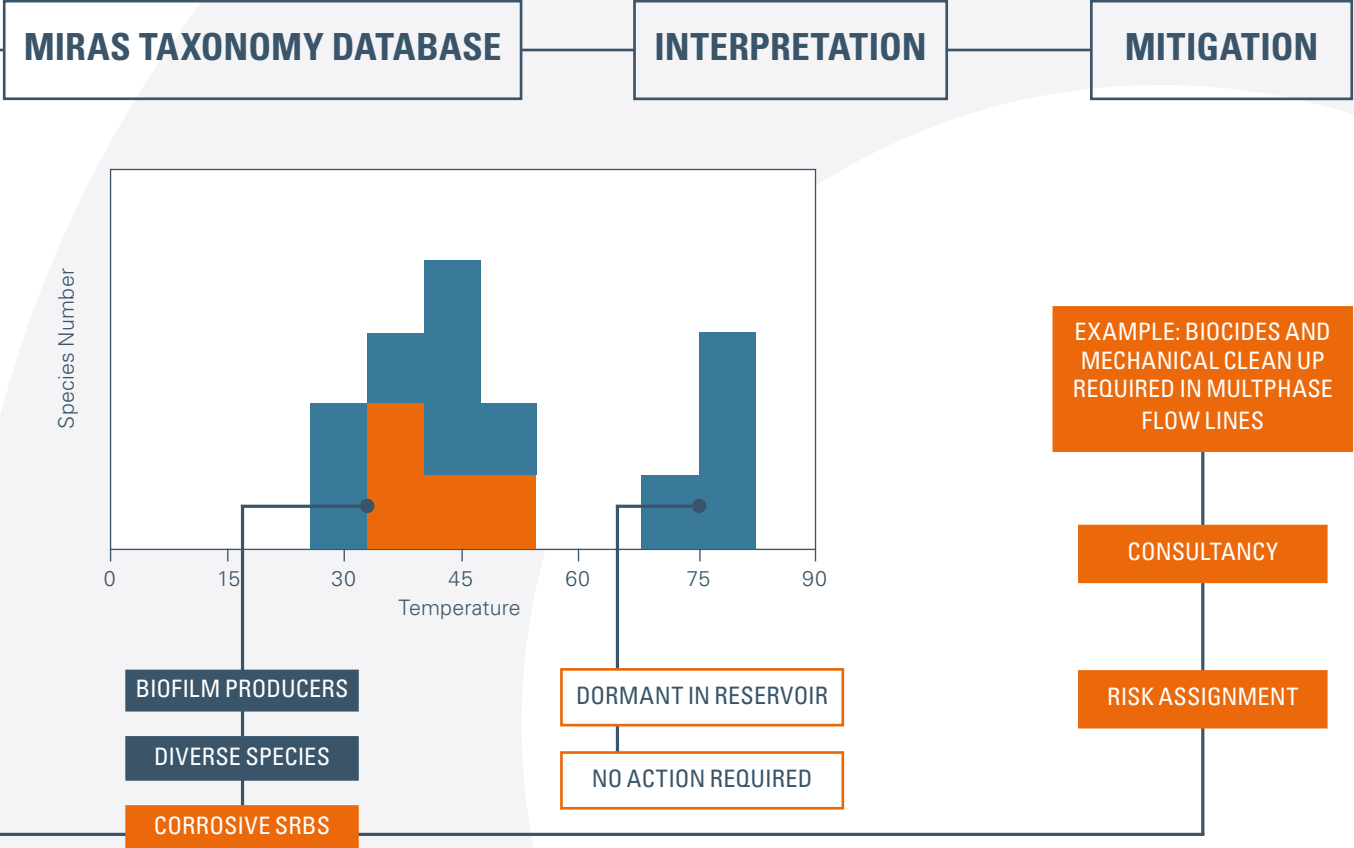 MIRAS TAXONOMY DATABASE
INTERPRETATION
MITIGATION
Species Number
0
15
30
45
60
75
90
Temperature
BIOFILM PRODUCERS
DIVERSE SPECIES
CORROSIVE SRBS
DORMANT IN RESERVOIR
NO ACTION REQUIRED
EXAMPLE: BIOCIDES AND
MECHANICAL CLEAN UP
REQUIRED IN MULTPHASE
FLOW LINES
CONSULTANCY
RISK ASSIGNMENT